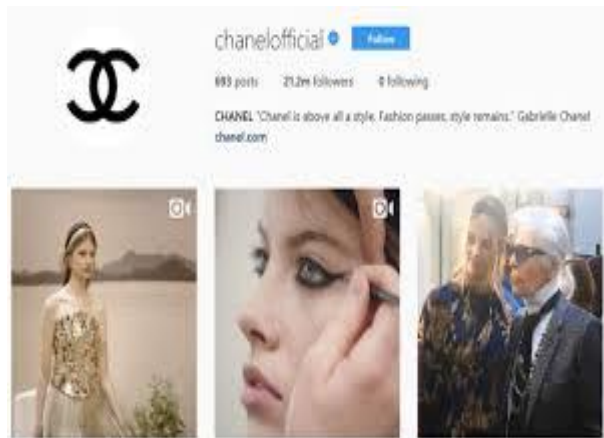 chanelofficial
Follow
693 posts 21.2m followers 0 following
CHANEL "Chanel is above all a style. Fashion passes, style remains." Gabrielle Chanel
chanel.com